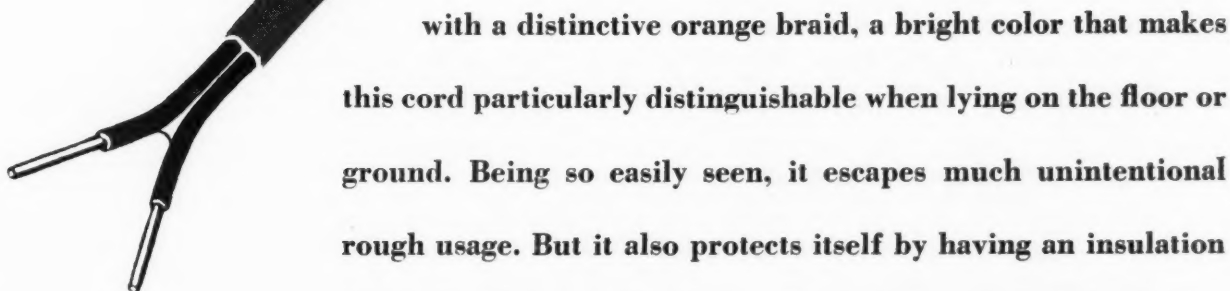 with a distinctive orange braid, a bright color that makes
this cord particularly distinguishable when lying on the floor or
ground. Being so easily seen, it escapes much unintentional
rough usage. But it also protects itself by having an insulation